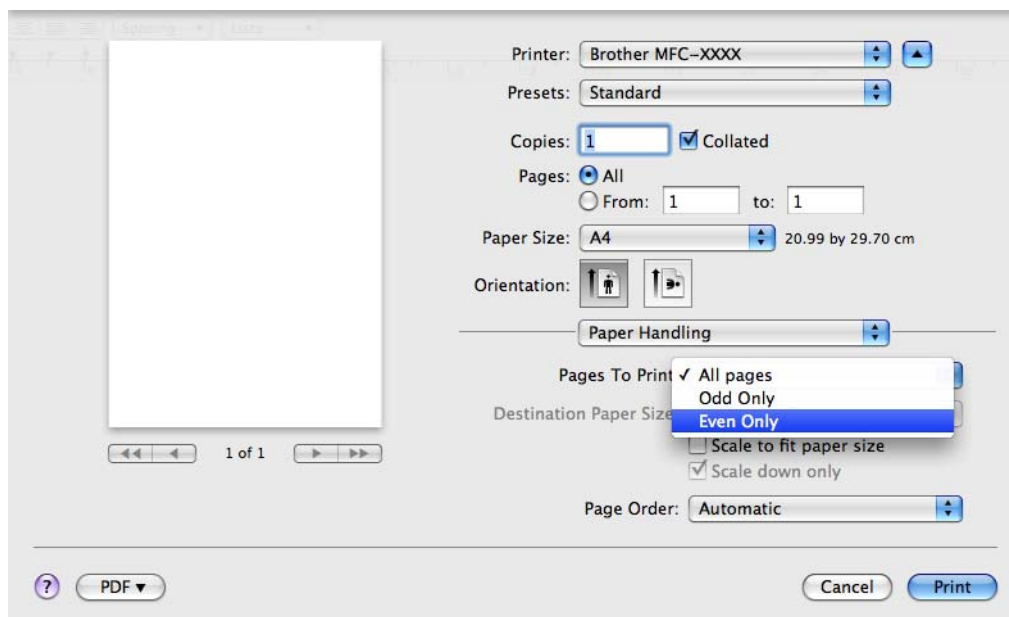 Spacing Lists
Printer: Brother MFC-XXXX
Presets: Standard
Copies: 1 Collated
Pages: All
From: 1 to: 1
Paper Size: A4 20.99 by 29.70 cm
Orientation:
Paper Handling
Pages To Print ✓ All pages
Odd Only
Destination Paper Size
Even Only
Scale to fit paper size
1 of 1
Scale down only
Page Order: Automatic
? PDF ▼ Cancel Print